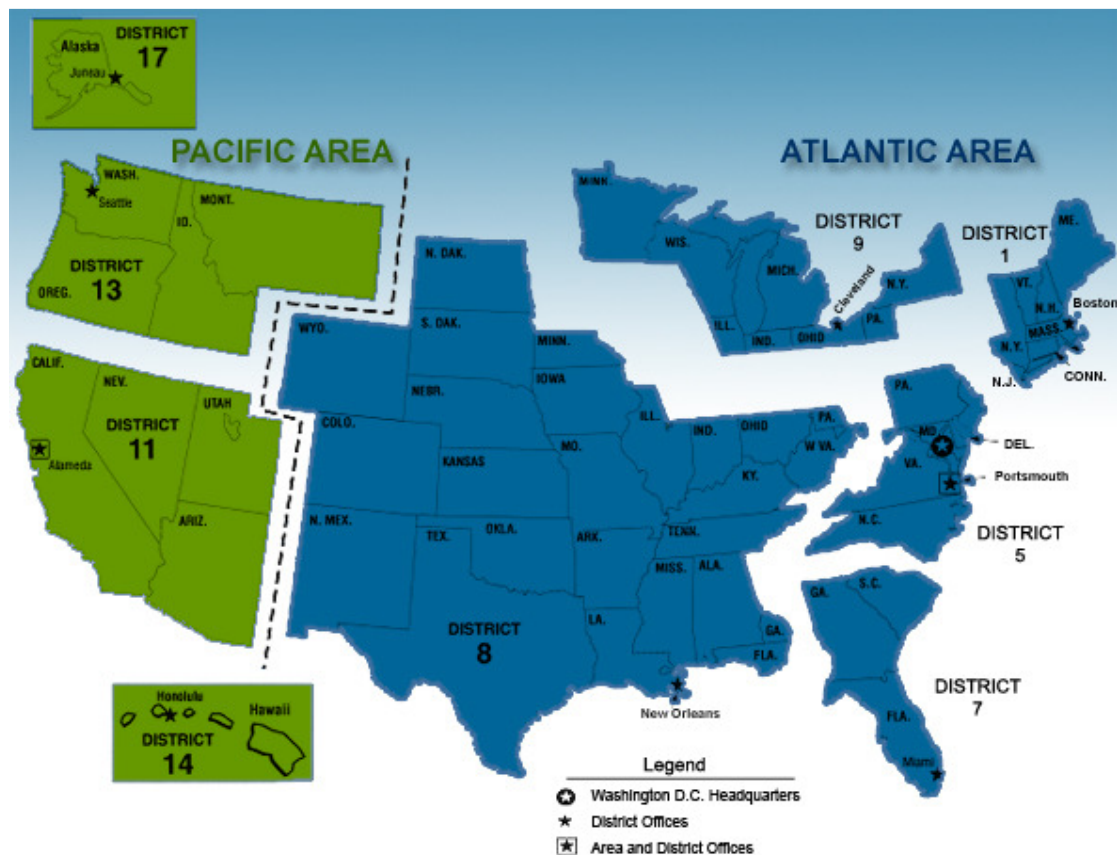 DISTRICT
17
Alaska
Juneau
PACIFIC AREA
ATLANTIC AREA
WASH.
Seattle
ID.
MONT.
DISTRICT
13
OREG.
CALIF.
NEV.
UTAH
DISTRICT
11
Alameda
ARIZ.
Honolulu
Hawaii
DISTRICT
14
N. DAK.
WYO.
S. DAK.
MINN.
NEBR.
IOWA
COLO.
ILL.
KANSAS
MO.
IND.
OHIO
PA.
W VA.
KY.
N. MEX.
TEX.
OKLA.
ARK.
TENN.
MISS.
ALA.
LA.
GA.
FLA.
DISTRICT
8
New Orleans
MINN.
WIS.
MICH.
DISTRICT
9
Cleveland
N.Y.
ILL.
IND.
OHIO
PA.
DISTRICT
1
ME.
VT.
N.H.
Boston
MASS.
N.Y.
N.J.
CONN.
PA.
MD
DEL.
VA.
Portsmouth
N.C.
DISTRICT
5
GA.
S.C.
DISTRICT
7
FLA.
Miami
Legend
Washington D.C. Headquarters
District Offices
Area and District Offices